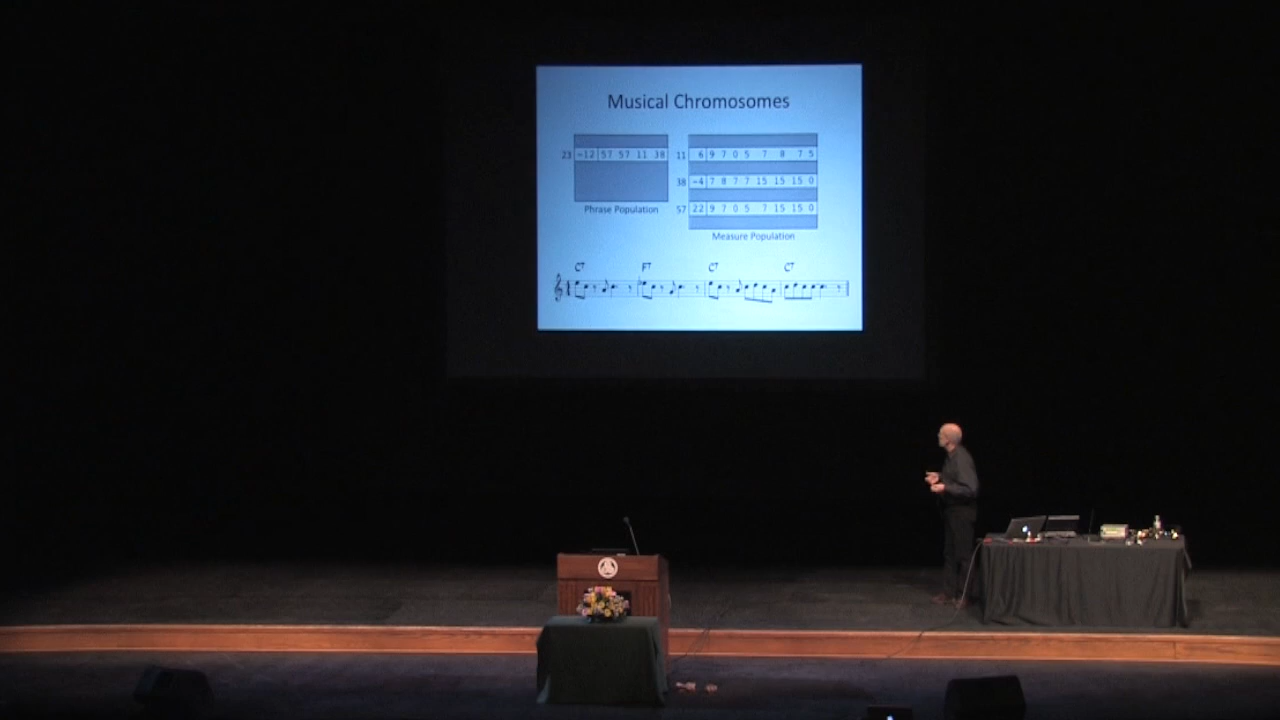 Musical Chromosomes
23 -12 57 57 11 38
Phrase Population
11 6 9 7 0 5 7 8 7 5
38 -4 7 8 7 7 15 15 15 0
57 22 9 7 0 5 7 15 15 0
Measure Population
C7 F7 C7 C7